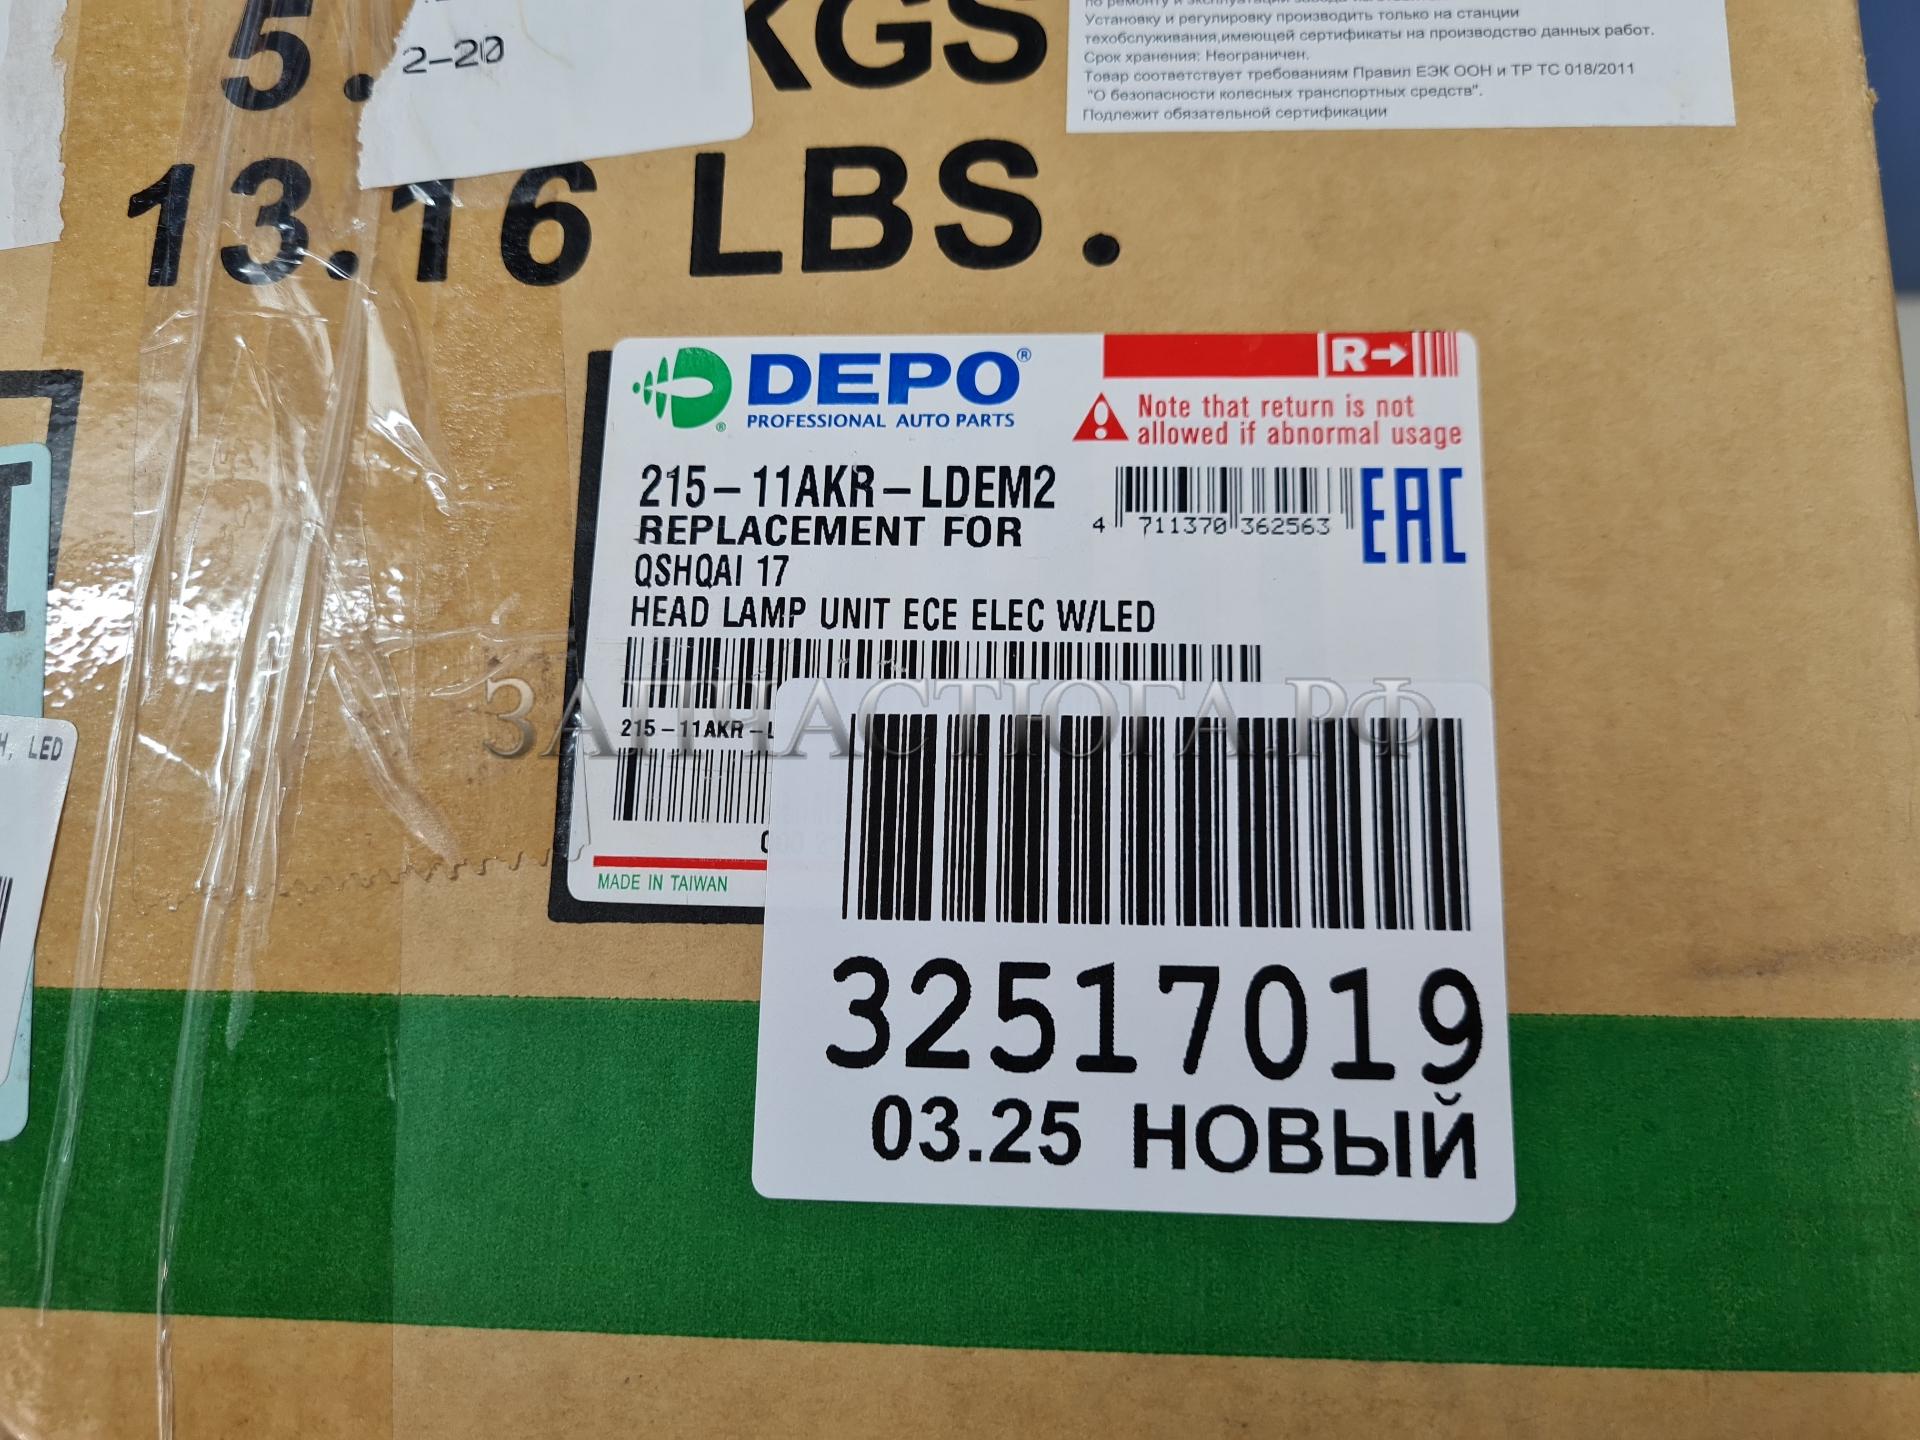 5. KGS
2-20
Установку и регулировку производить только на станции
техобслуживания,имеющей сертификаты на производство данных работ.
Срок хранения: Неограничен.
Товар соответствует требованиям Правил ЕЭК ООН и ТР ТС 018/2011
"О безопасности колесных транспортных средств".
Подлежит обязательной сертификации
13.16 LBS.
DEPO®
PROFESSIONAL AUTO PARTS
R
Note that return is not
allowed if abnormal usage
215-11AKR-LDEM2
REPLACEMENT FOR
QSHQAI 17
HEAD LAMP UNIT ECE ELEC W/LED
4 711370 362563
EAC
ЗАПЧАСТЮГА.РФ
215-11AKR-L
MADE IN TAIWAN
H, LED
32517019
03.25 НОВЫЙ